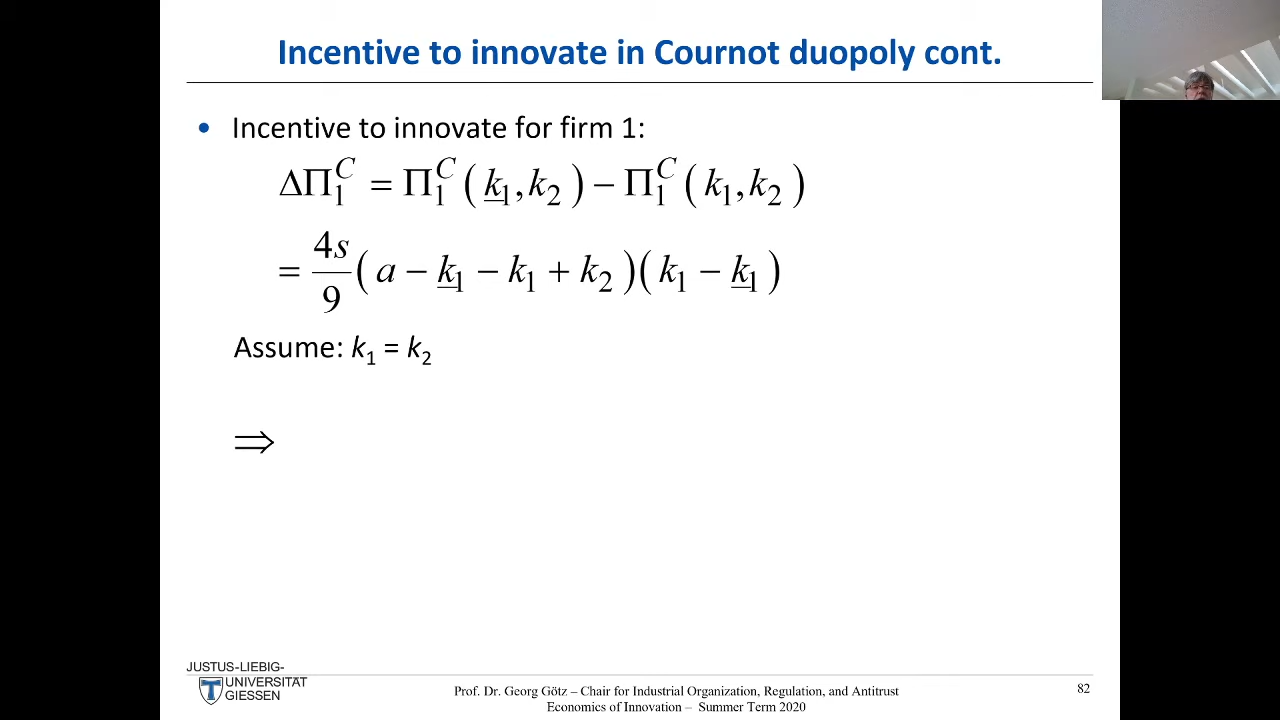 Incentive to innovate in Cournot duopoly cont.
• Incentive to innovate for firm 1:
ΔΠ₁ᶜ = Π₁ᶜ ( k̲₁, k₂ ) − Π₁ᶜ ( k₁, k₂ )
= 4s/9 ( a − k̲₁ − k₁ + k₂ )( k₁ − k̲₁ )
Assume: k₁ = k₂
⇒
JUSTUS-LIEBIG-
UNIVERSITÄT
GIESSEN
Prof. Dr. Georg Götz – Chair for Industrial Organization, Regulation, and Antitrust
Economics of Innovation – Summer Term 2020
82